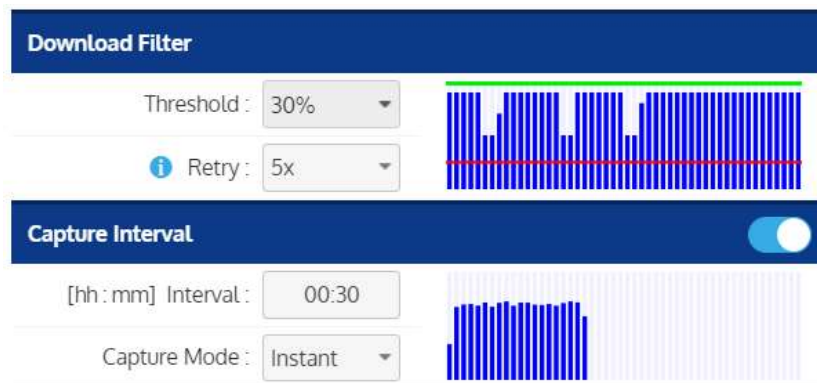 Download Filter
Threshold : 30%
i Retry : 5x
Capture Interval
[hh : mm] Interval : 00:30
Capture Mode : Instant